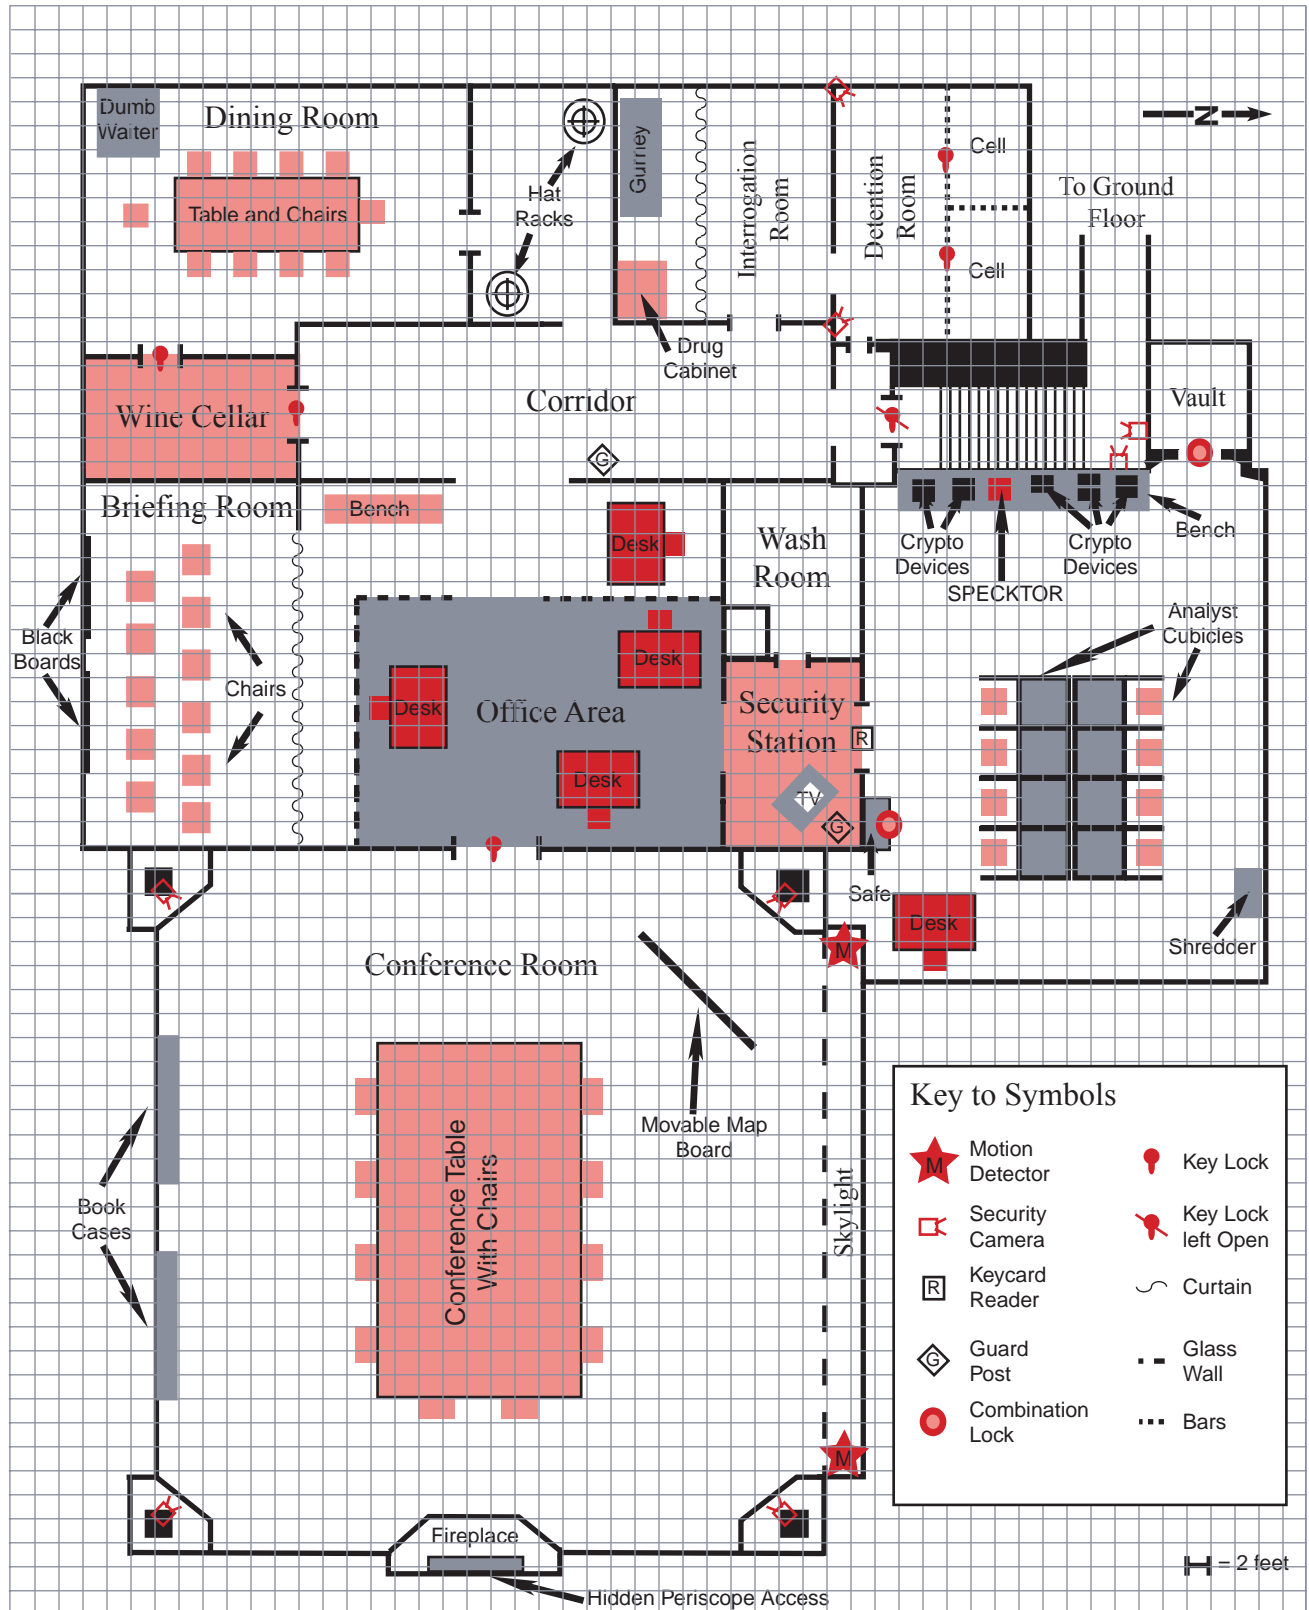 Dumb
Waiter
Dining Room
Table and Chairs
Hat
Racks
Gurney
Interrogation
Room
Detention
Room
Cell
Cell
N
To Ground
Floor
Drug
Cabinet
Wine Cellar
Corridor
G
Vault
Briefing Room
Bench
Desk
Wash
Room
Crypto
Devices
SPECKTOR
Crypto
Devices
Bench
Black
Boards
Chairs
Desk
Office Area
Desk
Desk
Security
Station
R
TV
G
Analyst
Cubicles
Safe
Desk
Shredder
M
Conference Room
Movable Map
Board
Conference Table
With Chairs
Skylight
Book
Cases
M
Fireplace
Hidden Periscope Access
Key to Symbols
M
Motion
Detector
Key Lock
Security
Camera
Key Lock
left Open
R
Keycard
Reader
Curtain
G
Guard
Post
Glass
Wall
Combination
Lock
Bars
= 2 feet